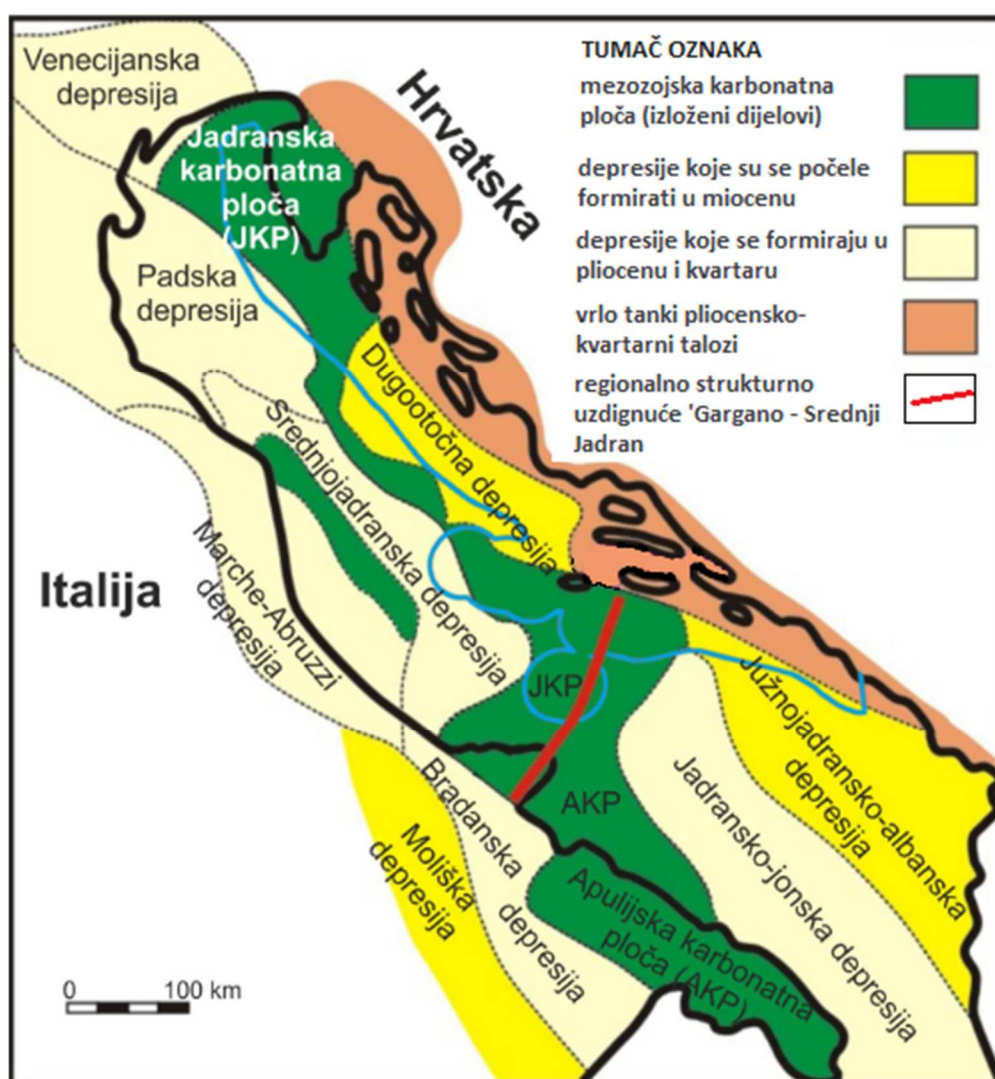 Venecijanska
depresija
Jadranska
karbonatna
ploča
(JKP)
Padska
depresija
Hrvatska
TUMAČ OZNAKA
mezozojska karbonatna
ploča (izloženi dijelovi)
depresije koje su se počele
formirati u miocenu
depresije koje se formiraju u
pliocenu i kvartaru
vrlo tanki pliocensko-
kvartarni talozi
regionalno strukturno
uzdignuće 'Gargano - Srednji
Jadran
Dugootočna depresija
Srednjojadranska depresija
Italija
Marche-Abruzzi
depresija
JKP
Južnojadransko-albanska
depresija
AKP
Jadransko-jonska depresija
Bradanska
depresija
Moliška
depresija
Apulijska karbonatna
ploča (AKP)
0 100 km